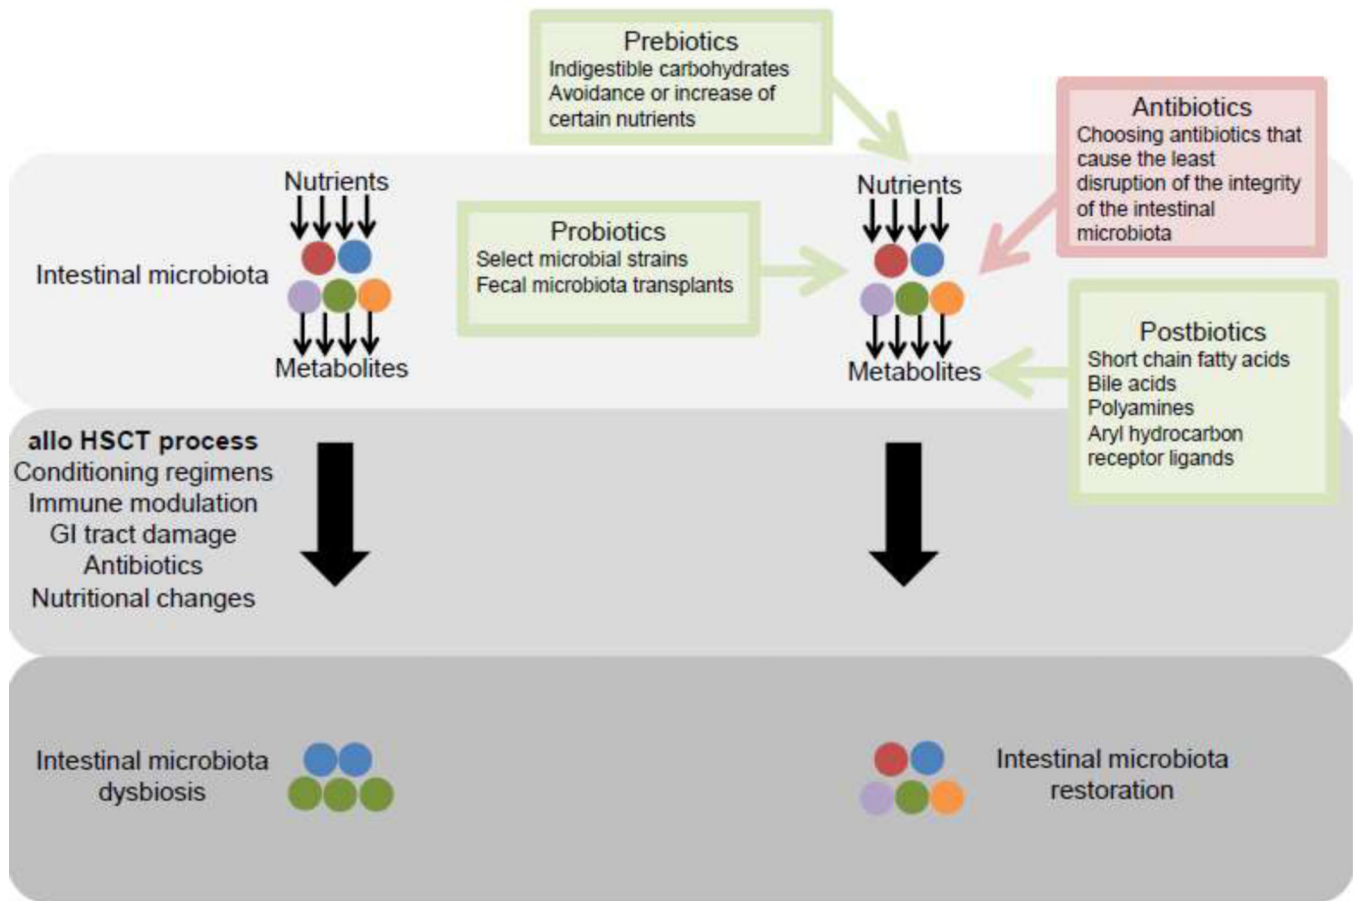 Prebiotics
Indigestible carbohydrates
Avoidance or increase of
certain nutrients
Antibiotics
Choosing antibiotics that
cause the least
disruption of the integrity
of the intestinal
microbiota
Nutrients
Nutrients
Probiotics
Select microbial strains
Fecal microbiota transplants
Intestinal microbiota
Metabolites
Metabolites
Postbiotics
Short chain fatty acids
Bile acids
Polyamines
Aryl hydrocarbon
receptor ligands
allo HSCT process
Conditioning regimens
Immune modulation
GI tract damage
Antibiotics
Nutritional changes
Intestinal microbiota
dysbiosis
Intestinal microbiota
restoration